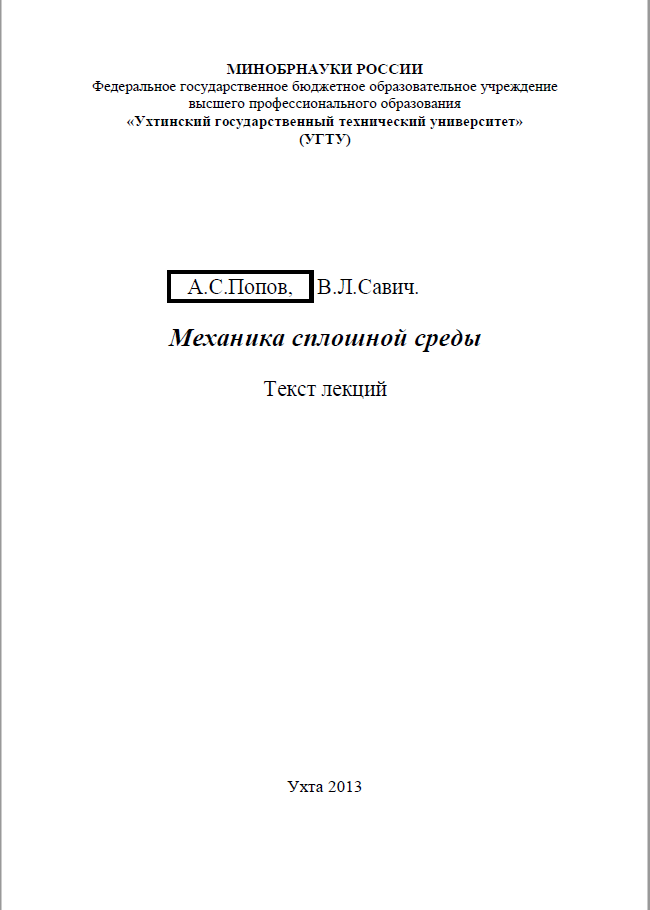 МИНОБРНАУКИ РОССИИ
Федеральное государственное бюджетное образовательное учреждение
высшего профессионального образования
«Ухтинский государственный технический университет»
(УГТУ)
А.С.Попов, В.Л.Савич.
Механика сплошной среды
Текст лекций
Ухта 2013